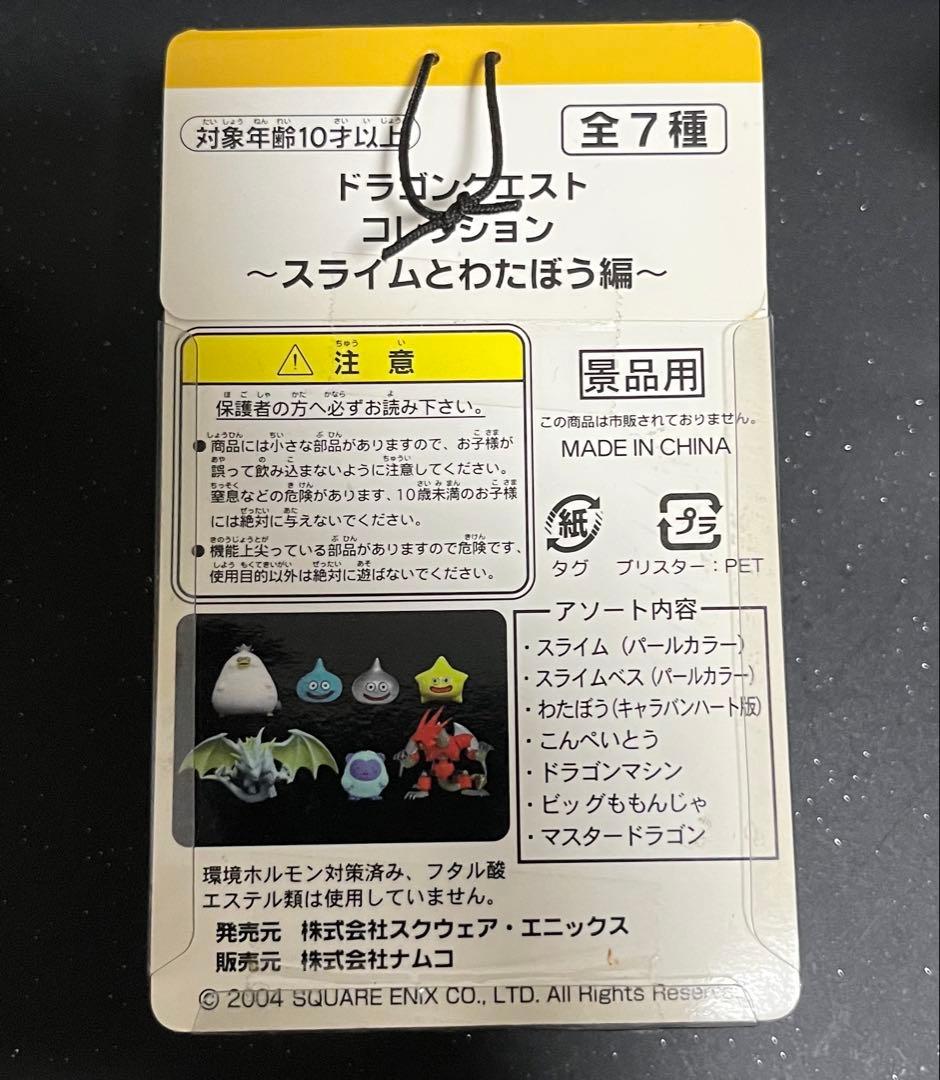 対象年齢10才以上
全7種
ドラゴンクエスト
コレクション
～スライムとわたぼう編～
注意
保護者の方へ必ずお読み下さい。
●商品には小さな部品がありますので、お子様が
誤って飲み込まないように注意してください。
窒息などの危険があります、10歳未満のお子様
には絶対に与えないでください。
●機能上尖っている部品がありますので危険です、
使用目的以外は絶対に遊ばないでください。
景品用
この商品は市販されておりません。
MADE IN CHINA
紙
プラ
タグ ブリスター：PET
アソート内容
・スライム（パールカラー）
・スライムベス（パールカラー）
・わたぼう（キャラバンハート版）
・こんぺいとう
・ドラゴンマシン
・ビッグももんじゃ
・マスタードラゴン
環境ホルモン対策済み、フタル酸
エステル類は使用していません。
発売元 株式会社スクウェア・エニックス
販売元 株式会社ナムコ
© 2004 SQUARE ENIX CO., LTD. All Rights